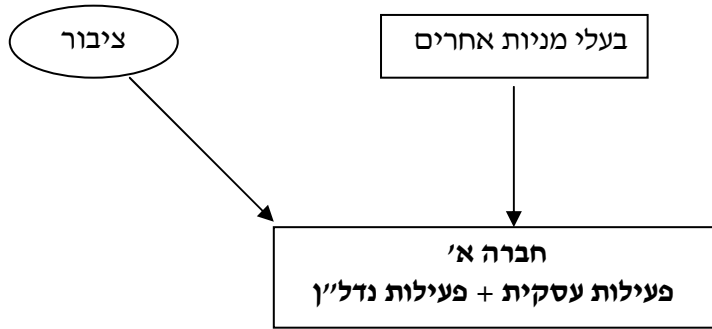 בעלי מניות אחרים
ציבור
חברה א׳
פעילות עסקית + פעילות נדל״ן